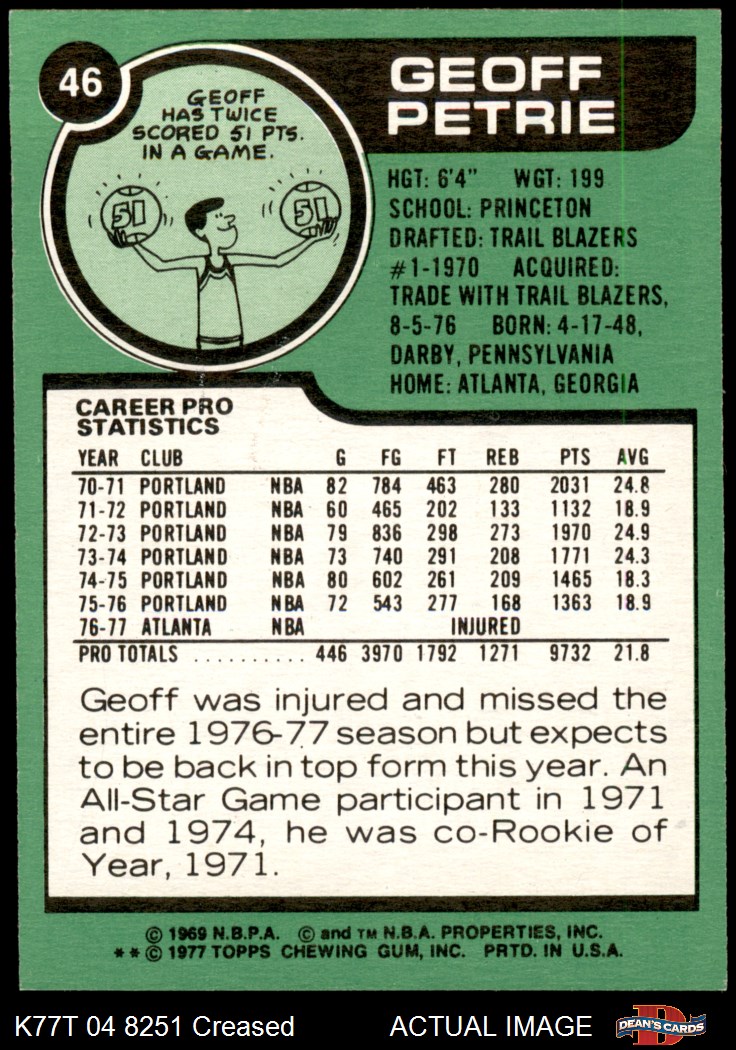 46
GEOFF
HAS TWICE
SCORED 51 PTS.
IN A GAME.
51
51
GEOFF
PETRIE
HGT: 6'4" WGT: 199
SCHOOL: PRINCETON
DRAFTED: TRAIL BLAZERS
#1-1970 ACQUIRED:
TRADE WITH TRAIL BLAZERS,
8-5-76 BORN: 4-17-48,
DARBY, PENNSYLVANIA
HOME: ATLANTA, GEORGIA
CAREER PRO
STATISTICS
YEAR CLUB G FG FT REB PTS AVG
70-71 PORTLAND NBA 82 784 463 280 2031 24.8
71-72 PORTLAND NBA 60 465 202 133 1132 18.9
72-73 PORTLAND NBA 79 836 298 273 1970 24.9
73-74 PORTLAND NBA 73 740 291 208 1771 24.3
74-75 PORTLAND NBA 80 602 261 209 1465 18.3
75-76 PORTLAND NBA 72 543 277 168 1363 18.9
76-77 ATLANTA NBA INJURED
PRO TOTALS .......... 446 3970 1792 1271 9732 21.8
Geoff was injured and missed the
entire 1976-77 season but expects
to be back in top form this year. An
All-Star Game participant in 1971
and 1974, he was co-Rookie of
Year, 1971.
© 1969 N.B.P.A. © and TM N.B.A. PROPERTIES, INC.
**© 1977 TOPPS CHEWING GUM, INC. PRTD. IN U.S.A.
K77T 04 8251 Creased ACTUAL IMAGE D DEAN'S CARDS